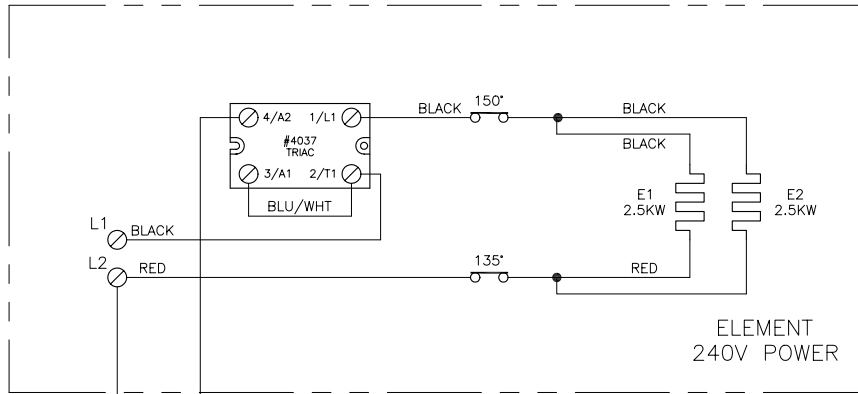 150°
BLACK
BLACK
4/A2
1/L1
#4037
TRIAC
BLACK
3/A1
2/T1
E1
2.5KW
E2
2.5KW
BLU/WHT
L1
BLACK
L2
RED
135°
RED
ELEMENT
240V POWER